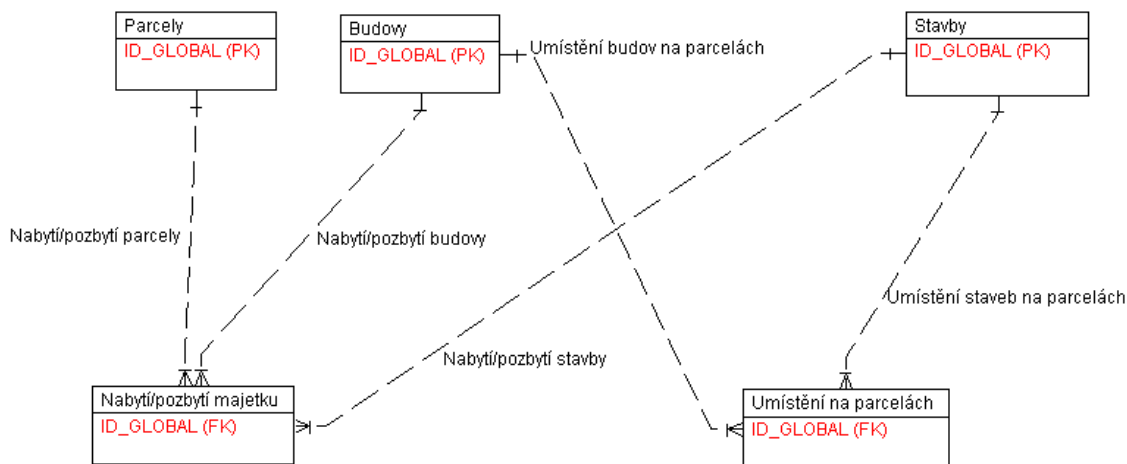 Parcely
ID_GLOBAL (PK)
Budovy
ID_GLOBAL (PK)
Umístění budov na parcelách
Stavby
ID_GLOBAL (PK)
Nabytí/pozbytí parcely
Nabytí/pozbytí budovy
Umístění staveb na parcelách
Nabytí/pozbytí stavby
Nabytí/pozbytí majetku
ID_GLOBAL (FK)
Umístění na parcelách
ID_GLOBAL (FK)